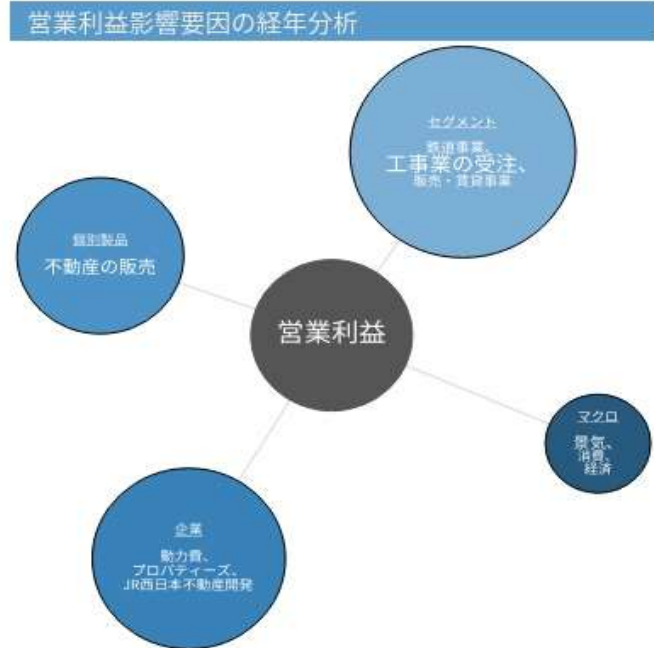 営業利益影響要因の経年分析
セグメント
鉄道事業、
工事業の受注、
販売・賃貸事業
個別製品
不動産の販売
営業利益
マクロ
景気、
消費、
経済
企業
動力費、
プロパティーズ、
JR西日本不動産開発